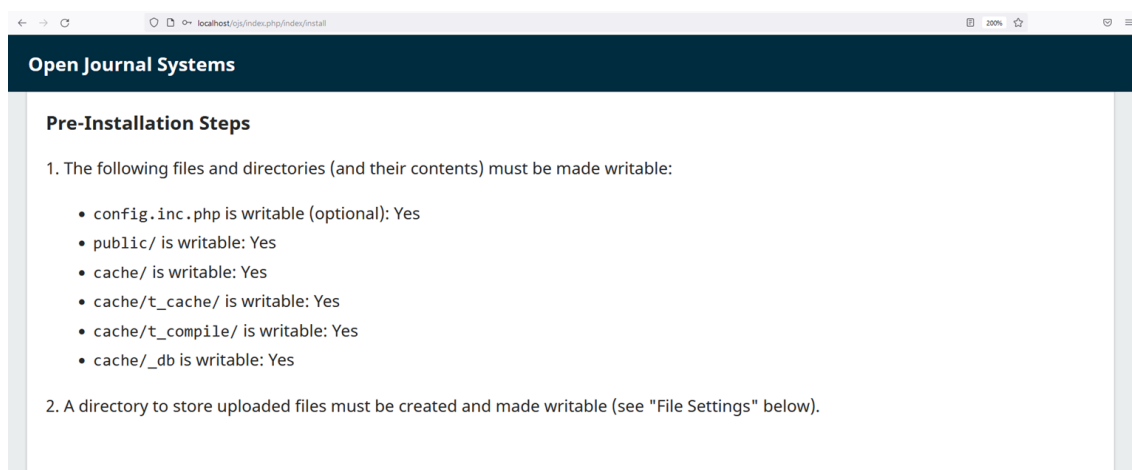 localhost/ojs/index.php/index/install
200%
Open Journal Systems
Pre-Installation Steps
1. The following files and directories (and their contents) must be made writable:
• config.inc.php is writable (optional): Yes
• public/ is writable: Yes
• cache/ is writable: Yes
• cache/t_cache/ is writable: Yes
• cache/t_compile/ is writable: Yes
• cache/_db is writable: Yes
2. A directory to store uploaded files must be created and made writable (see "File Settings" below).